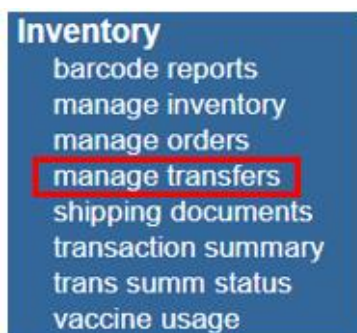 Inventory
barcode reports
manage inventory
manage orders
manage transfers
shipping documents
transaction summary
trans summ status
vaccine usage